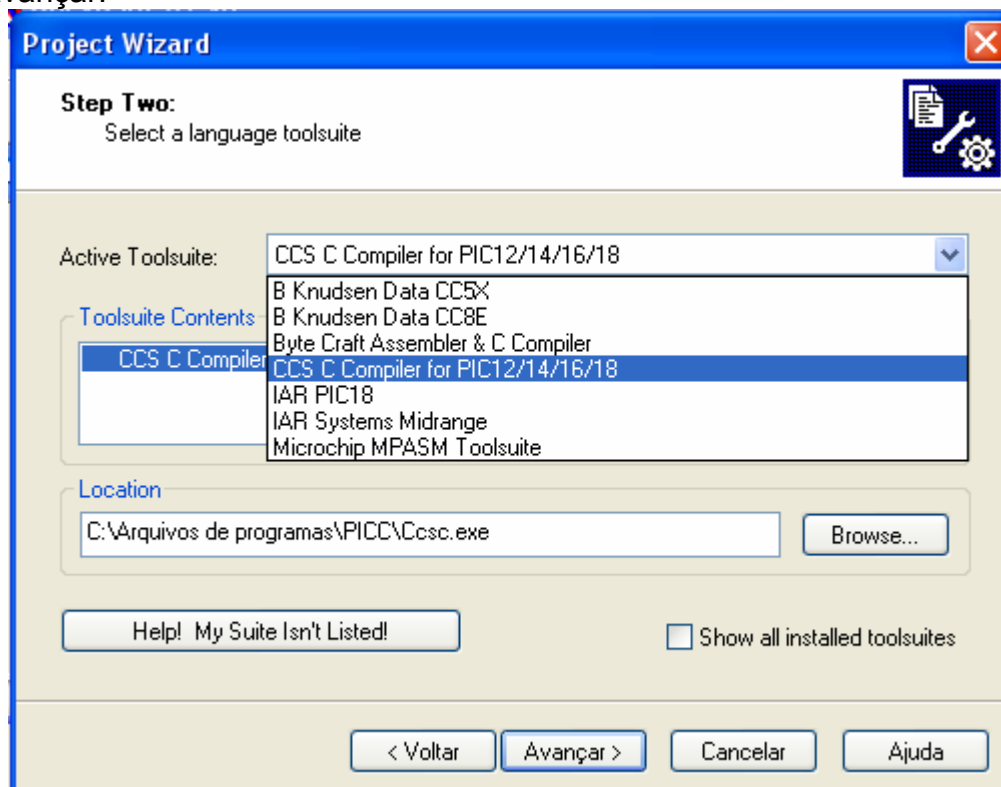 Project Wizard
Step Two:
Select a language toolsuite
Active Toolsuite:
CCS C Compiler for PIC12/14/16/18
B Knudsen Data CC5X
B Knudsen Data CC8E
Byte Craft Assembler & C Compiler
CCS C Compiler for PIC12/14/16/18
IAR PIC18
IAR Systems Midrange
Microchip MPASM Toolsuite
Toolsuite Contents
CCS C Compiler
Location
C:\Arquivos de programas\PICC\Ccsc.exe
Browse...
Help! My Suite Isn't Listed!
Show all installed toolsuites
< Voltar
Avançar >
Cancelar
Ajuda